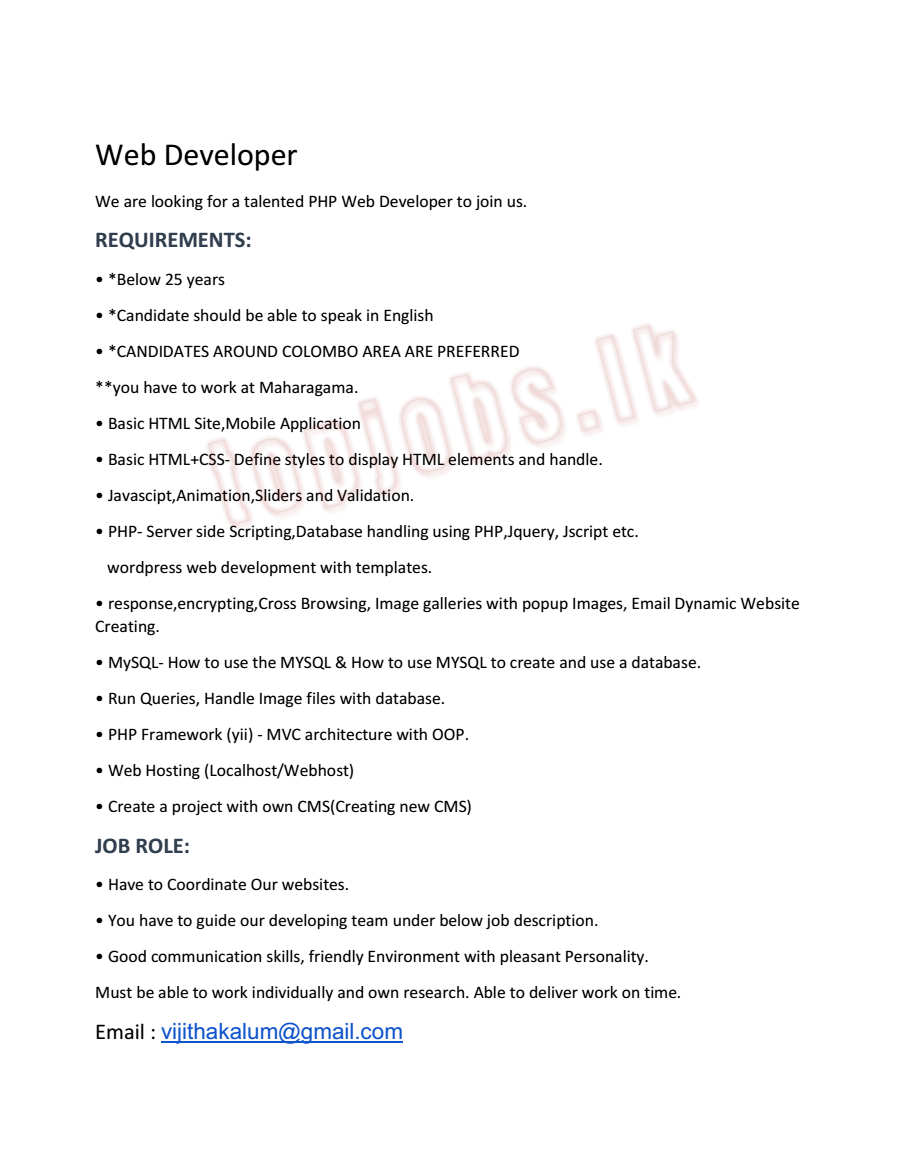 Web Developer
We are looking for a talented PHP Web Developer to join us.
REQUIREMENTS:
• *Below 25 years
• *Candidate should be able to speak in English
• *CANDIDATES AROUND COLOMBO AREA ARE PREFERRED
**you have to work at Maharagama.
• Basic HTML Site,Mobile Application
• Basic HTML+CSS- Define styles to display HTML elements and handle.
• Javascipt,Animation,Sliders and Validation.
• PHP- Server side Scripting,Database handling using PHP,Jquery, Jscript etc.
wordpress web development with templates.
• response,encrypting,Cross Browsing, Image galleries with popup Images, Email Dynamic Website
Creating.
• MySQL- How to use the MYSQL & How to use MYSQL to create and use a database.
• Run Queries, Handle Image files with database.
• PHP Framework (yii) - MVC architecture with OOP.
• Web Hosting (Localhost/Webhost)
• Create a project with own CMS(Creating new CMS)
JOB ROLE:
• Have to Coordinate Our websites.
• You have to guide our developing team under below job description.
• Good communication skills, friendly Environment with pleasant Personality.
Must be able to work individually and own research. Able to deliver work on time.
Email : vijithakalum@gmail.com
topjobs.lk